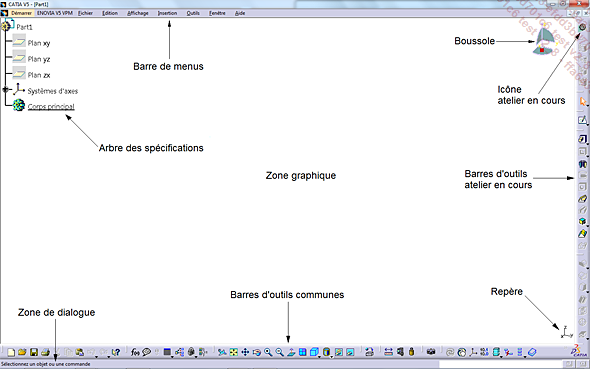 CATIA V5 - [Part1]
Démarrer ENOVIA V5 VPM Fichier Edition Affichage Insertion Outils Fenêtre Aide
Part1
Plan xy
Plan yz
Plan zx
Systèmes d'axes
Corps principal
Barre de menus
Boussole
Icône
atelier en cours
Arbre des spécifications
Zone graphique
Barres d'outils
atelier en cours
Barres d'outils communes
Repère
Zone de dialogue
Sélectionnez un objet ou une commande
CATIA